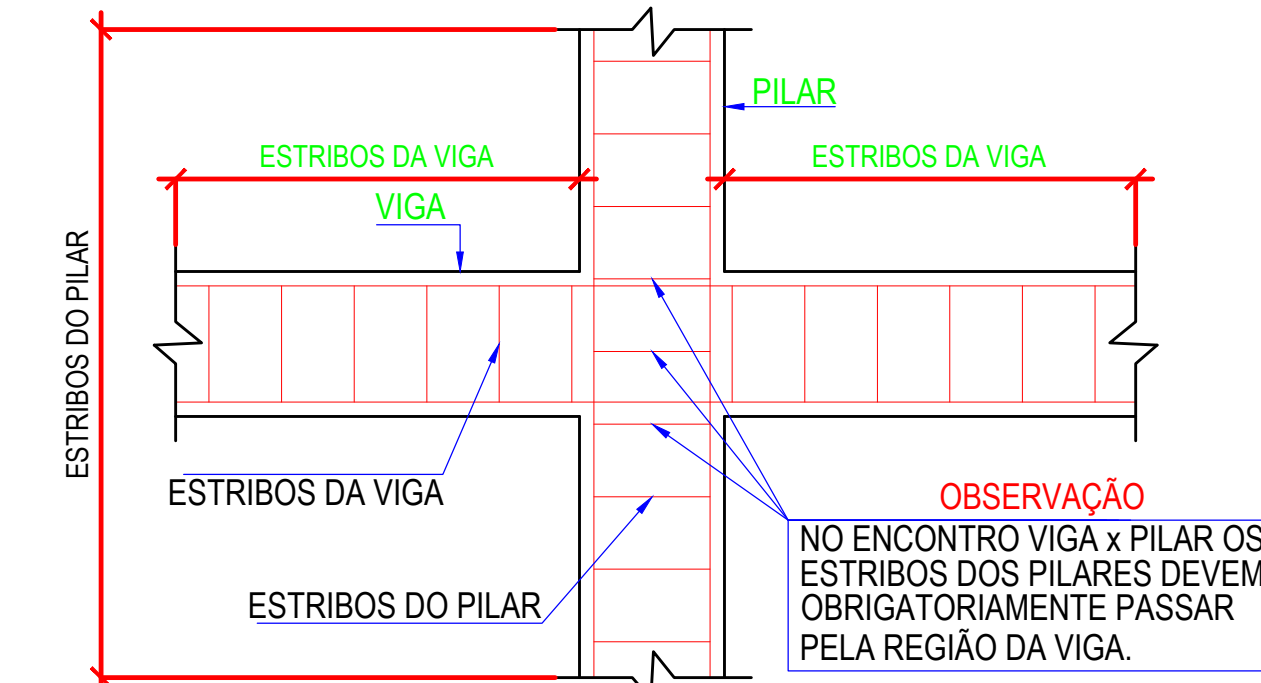 PILAR
ESTRIBOS DA VIGA
ESTRIBOS DA VIGA
VIGA
ESTRIBOS DO PILAR
ESTRIBOS DA VIGA
OBSERVAÇÃO
NO ENCONTRO VIGA x PILAR OS
ESTRIBOS DOS PILARES DEVEM
OBRIGATORIAMENTE PASSAR
PELA REGIÃO DA VIGA.
ESTRIBOS DO PILAR